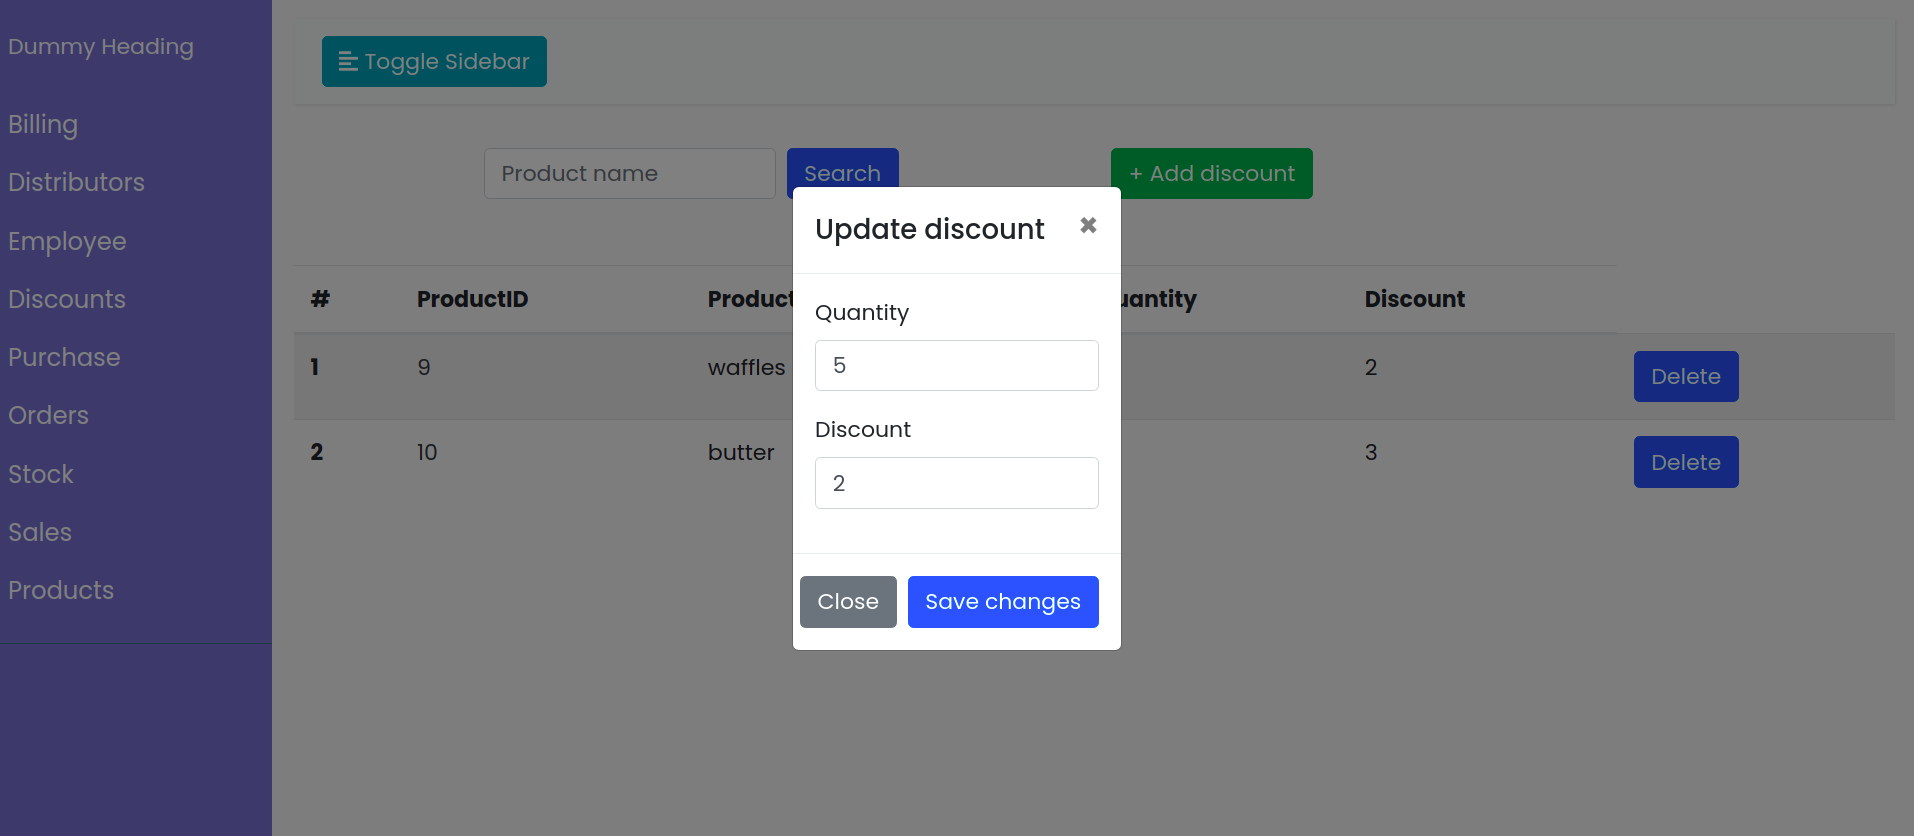 Dummy Heading
Billing
Distributors
Employee
Discounts
Purchase
Orders
Stock
Sales
Products
Toggle Sidebar
Product name Search + Add discount
# ProductID Product uantity Discount
1 9 waffles 2 Delete
2 10 butter 3 Delete
Update discount ✖
Quantity
5
Discount
2
Close Save changes